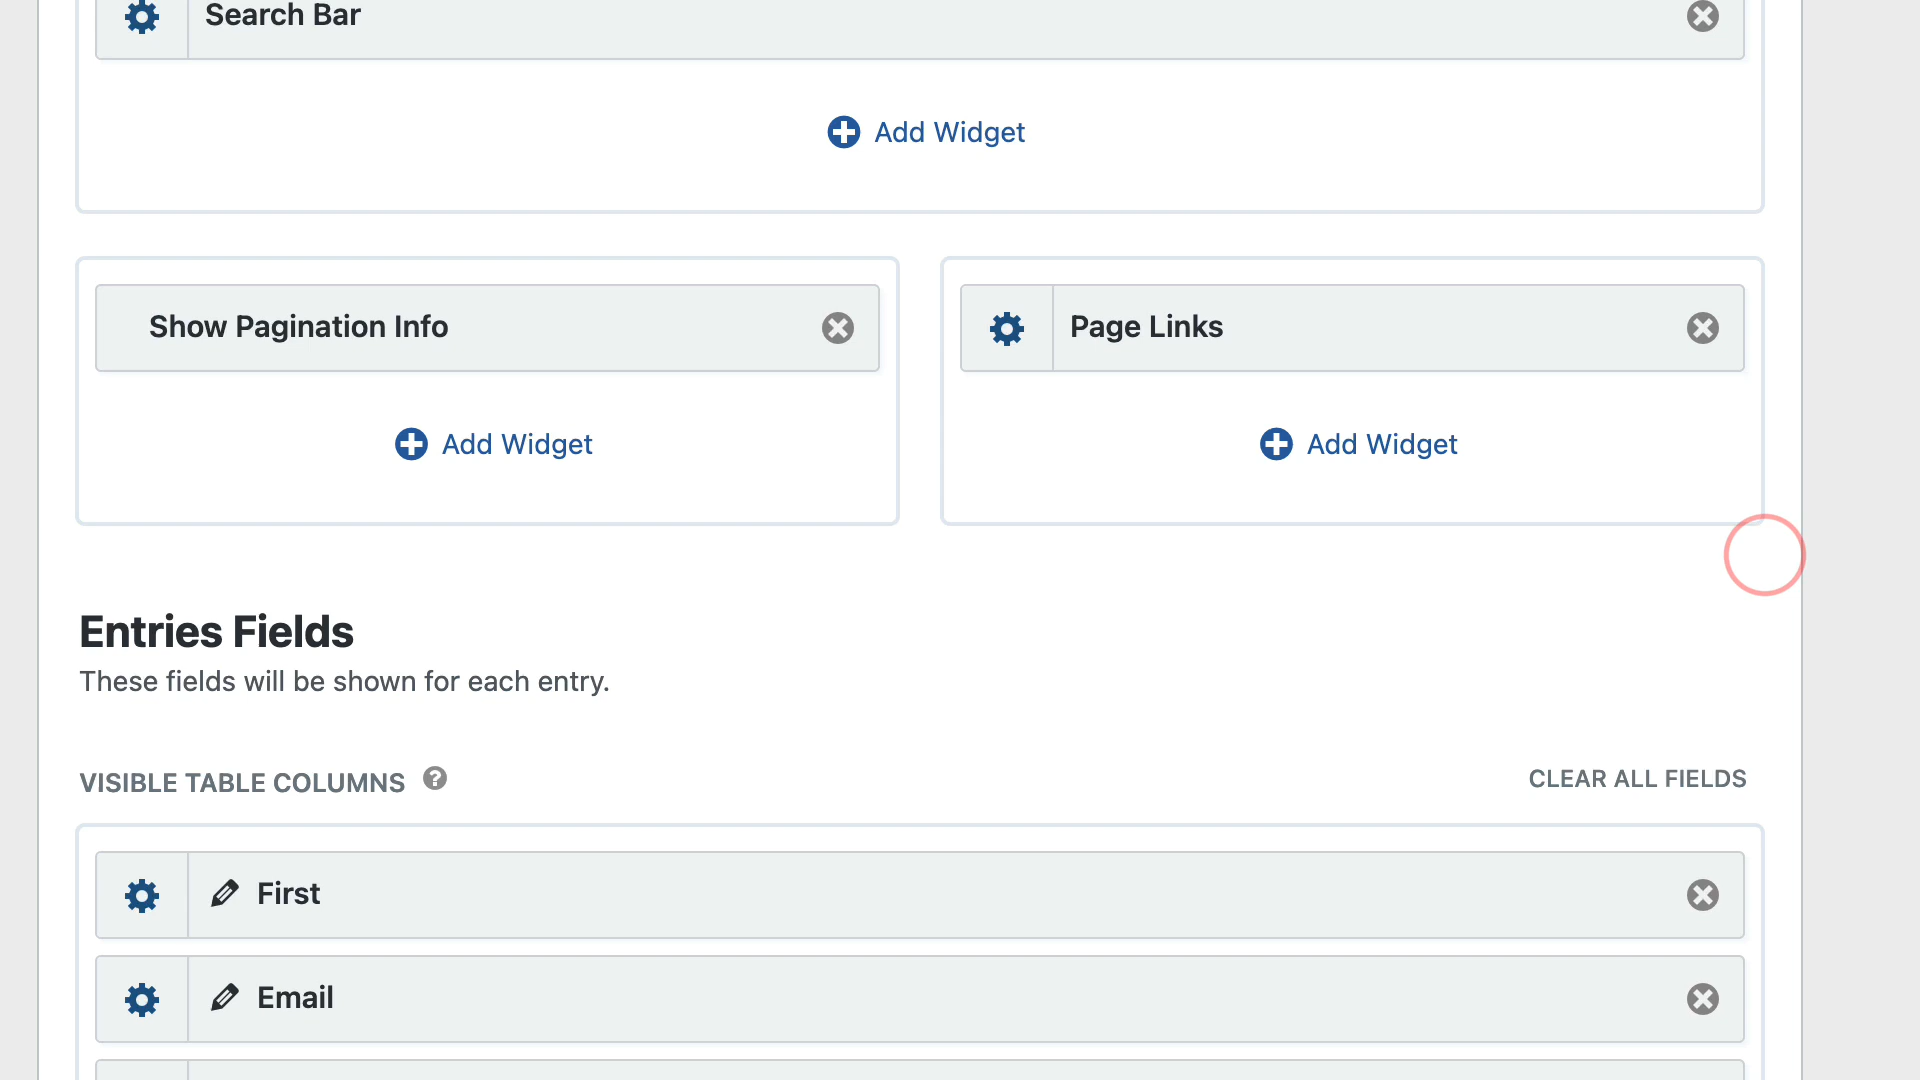 Search Bar
Add Widget
Show Pagination Info
Page Links
Add Widget
Add Widget
Entries Fields
These fields will be shown for each entry.
VISIBLE TABLE COLUMNS
CLEAR ALL FIELDS
First
Email